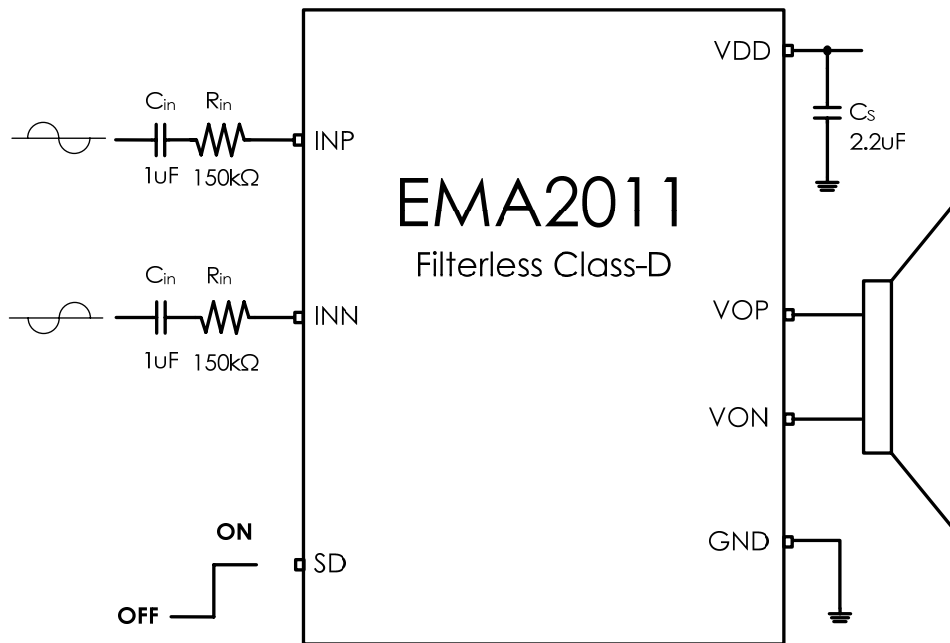 VDD
Cin Rin
INP
1uF 150kΩ
Cs
2.2uF
EMA2011
Filterless Class-D
Cin Rin
INN
1uF 150kΩ
VOP
VON
ON
SD
OFF
GND